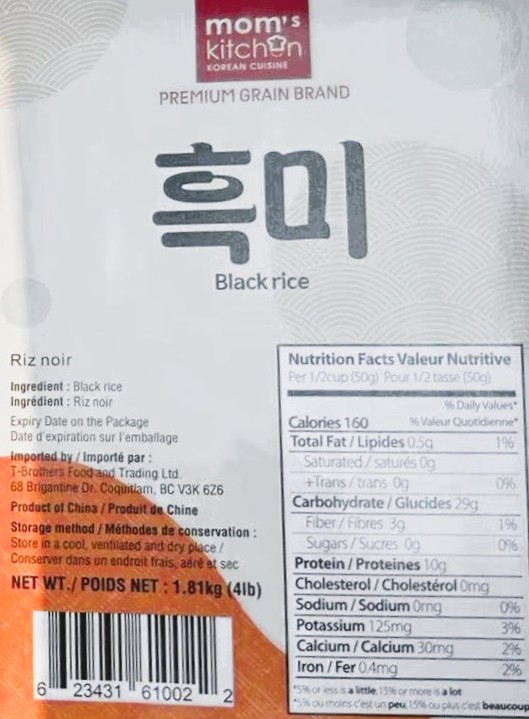 mom's
kitchen
KOREAN CUISINE
PREMIUM GRAIN BRAND
흑미
Black rice
Riz noir
Ingredient : Black rice
Ingrédient : Riz noir
Expiry Date on the Package
Date d'expiration sur l'emballage
Imported by / Importé par :
T-Brothers Food and Trading Ltd.
68 Brigantine Dr. Coquitlam, BC V3K 6Z6
Product of China / Produit de Chine
Storage method / Méthodes de conservation :
Store in a cool, ventilated and dry place /
Conserver dans un endroit frais, aéré et sec
NET WT./ POIDS NET : 1.81kg (4lb)
6 23431 61002 2
Nutrition Facts Valeur Nutritive
Per 1/2cup (50g) Pour 1/2 tasse (50g)
% Daily Values*
Calories 160 % Valeur Quotidienne*
Total Fat / Lipides 0.5g 1%
Saturated / saturés 0g
+Trans / trans 0g 0%
Carbohydrate / Glucides 29g
Fiber / Fibres 3g 1%
Sugars / Sucres 0g 0%
Protein / Proteines 10g
Cholesterol / Cholestérol 0mg
Sodium / Sodium 0mg 0%
Potassium 125mg 3%
Calcium / Calcium 30mg 2%
Iron / Fer 0.4mg 2%
*5% or less is a little, 15% or more is a lot
*5% ou moins c'est un peu, 15% ou plus c'est beaucoup